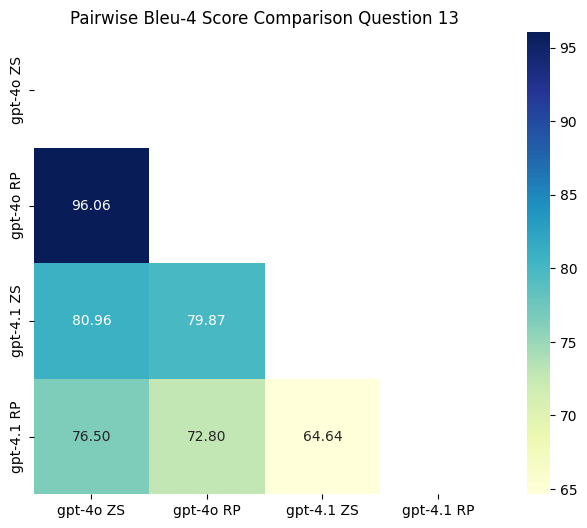 Pairwise Bleu-4 Score Comparison Question 13
gpt-4o ZS
gpt-4o RP
96.06
gpt-4.1 ZS
80.96 79.87
gpt-4.1 RP
76.50 72.80 64.64
gpt-4o ZS gpt-4o RP gpt-4.1 ZS gpt-4.1 RP
95
90
85
80
75
70
65